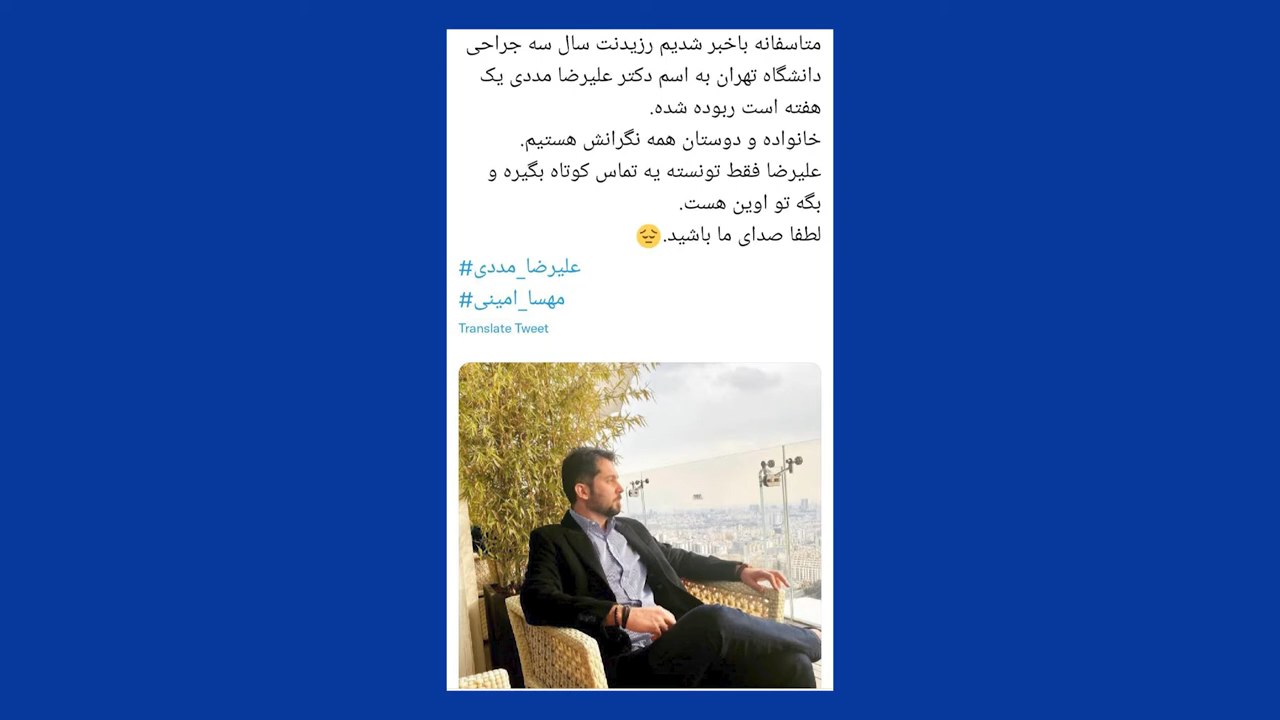 متاسفانه باخبر شدیم رزیدنت سال سه جراحی
دانشگاه تهران به اسم دکتر علیرضا مددی یک
هفته است ربوده شده.
خانواده و دوستان همه نگرانش هستیم.
علیرضا فقط تونسته یه تماس کوتاه بگیره و
بگه تو اوین هست.
لطفا صدای ما باشید.😔
#علیرضا_مددی
#مهسا_امینی
Translate Tweet